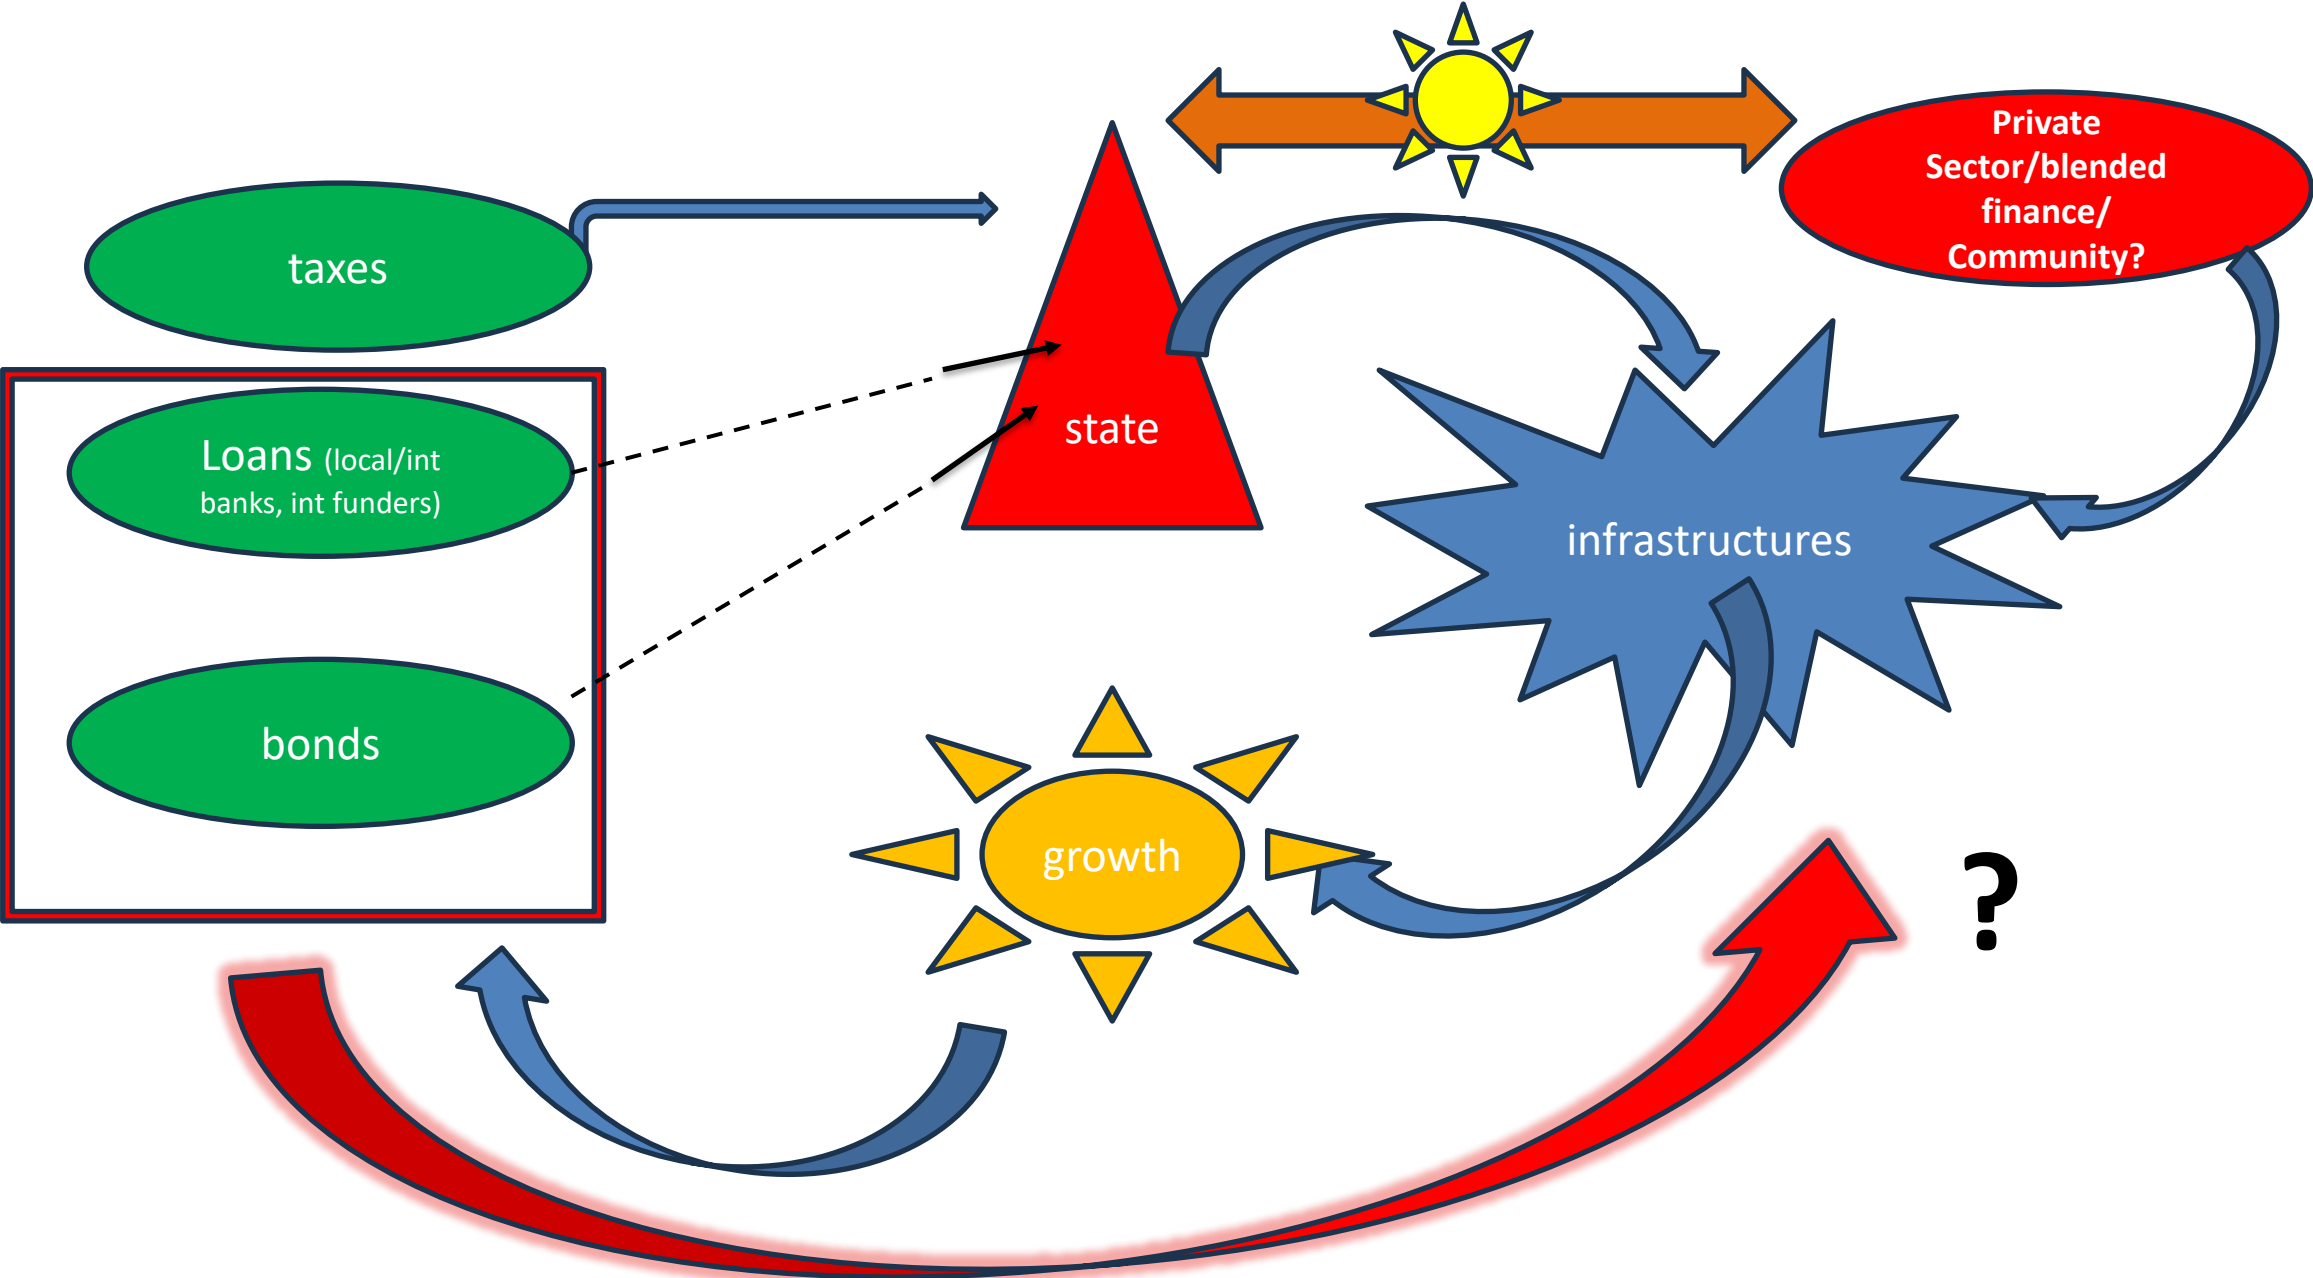 Private
Sector/blended
finance/
Community?
taxes
Loans (local/int
banks, int funders)
state
infrastructures
bonds
growth
?